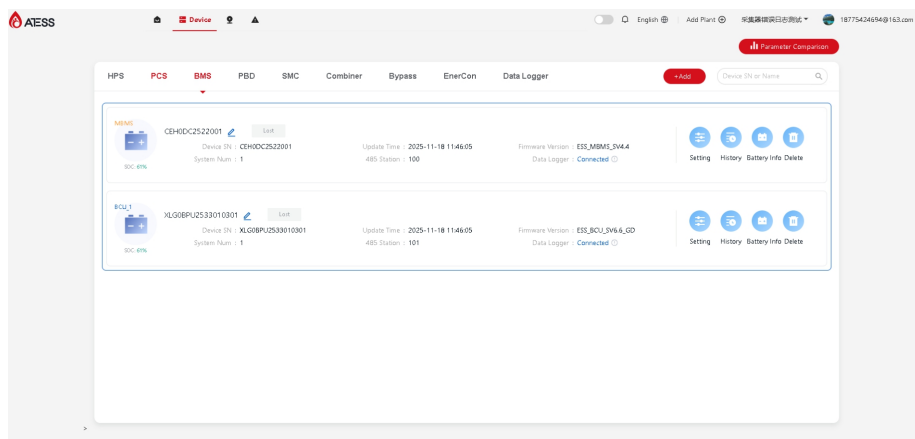 ATESS Device English Add Plant 采集器错误日志测试 18775424694@163.com
Parameter Comparison
HPS PCS BMS PBD SMC Combiner Bypass EnerCon Data Logger +Add Device SN or Name
MBMS
CEH0DC2522001 Lost
Device SN : CEH0DC2522001 Update Time : 2025-11-18 11:46:05 Firmware Version : ESS_MBMS_SV4.4
System Num : 1 485 Station : 100 Data Logger : Connected
SOC: 69%
Setting History Battery Info Delete
BCU_1
XLG0BPU2533010301 Lost
Device SN : XLG0BPU2533010301 Update Time : 2025-11-18 11:46:05 Firmware Version : ESS_BCU_SV6.6_GD
System Num : 1 485 Station : 101 Data Logger : Connected
SOC: 69%
Setting History Battery Info Delete
>